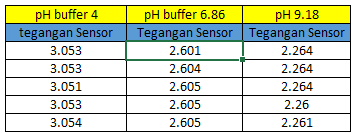 pH buffer 4 pH buffer 6.86 pH 9.18
tegangan Sensor Tegangan Sensor Tegangan Sensor
3.053 2.601 2.264
3.053 2.604 2.264
3.051 2.605 2.264
3.053 2.605 2.26
3.054 2.605 2.261